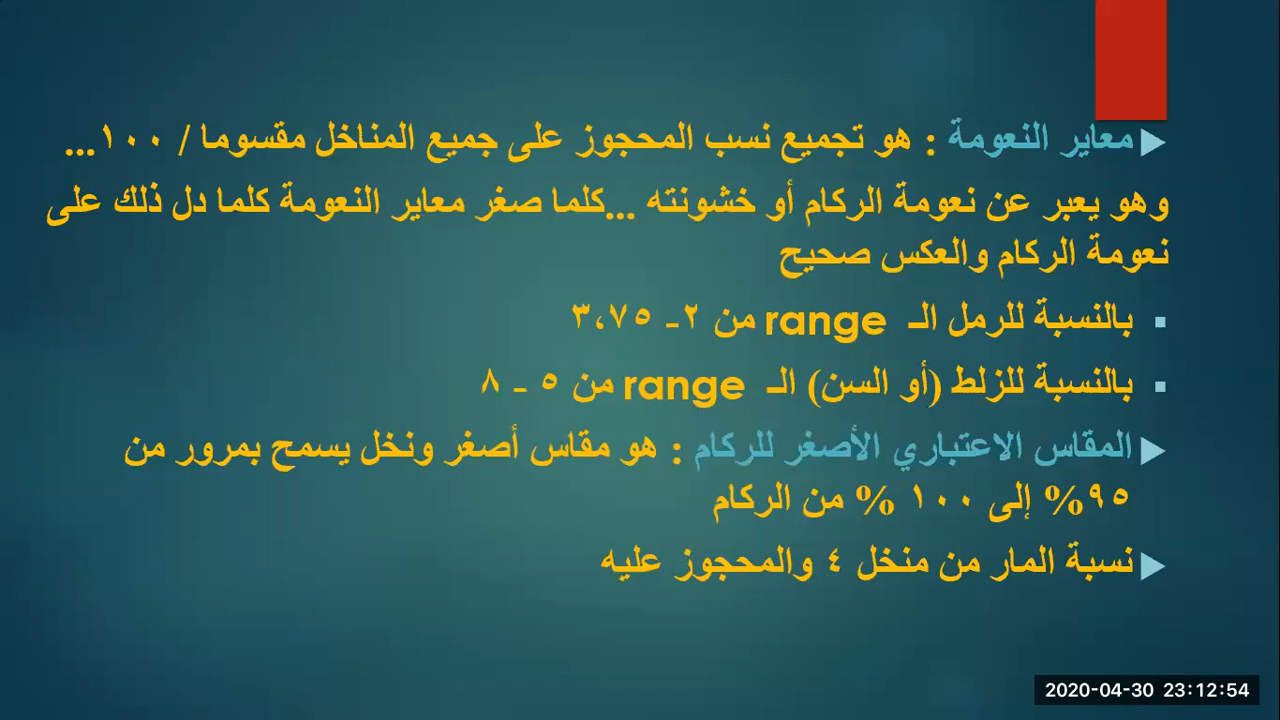 معاير النعومة : هو تجميع نسب المحجوز على جميع المناخل مقسوما / ١٠٠...
وهو يعبر عن نعومة الركام أو خشونته ...كلما صغر معاير النعومة كلما دل ذلك على
نعومة الركام والعكس صحيح
بالنسبة للرمل الـ range من ٢- ٣،٧٥
بالنسبة للزلط (أو السن) الـ range من ٥ - ٨
المقاس الاعتباري الأصغر للركام : هو مقاس أصغر ونخل يسمح بمرور من
٩٥% إلى ١٠٠ % من الركام
نسبة المار من منخل ٤ والمحجوز عليه
2020-04-30 23:12:54